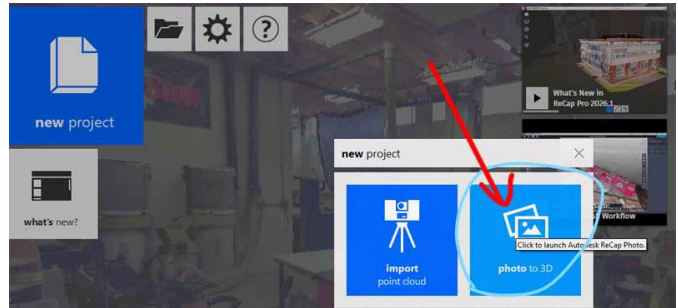 new project
what's new?
What's New in
ReCap Pro 2026.1
new project
import
point cloud
photo to 3D
Click to launch Autodesk ReCap Photo.
Workflow